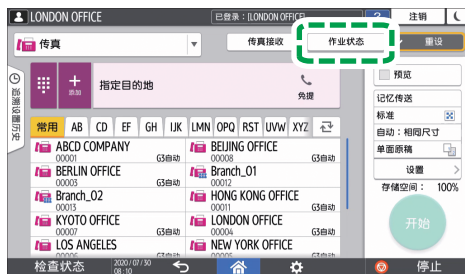 LONDON OFFICE
已登录：[LONDON OFFICE]
?
注销
传真
传真接收
作业状态
重设
追溯设置历史
添加
指定目的地
免提
预览
记忆传送
标准
自动：相同尺寸
单面原稿
设置
存储空间： 100%
开始
常用 AB CD EF GH IJK LMN OPQ RST UVW XYZ
ABCD COMPANY
00001 G3自动
BEIJING OFFICE
00008 G3自动
BERLIN OFFICE
00003 G3自动
Branch_01
00012
Branch_02
00013
HONG KONG OFFICE
00011 G3自动
KYOTO OFFICE
00007 G3自动
LONDON OFFICE
00004 G3自动
LOS ANGELES
NEW YORK OFFICE
检查状态
2020/07/30
08:10
停止